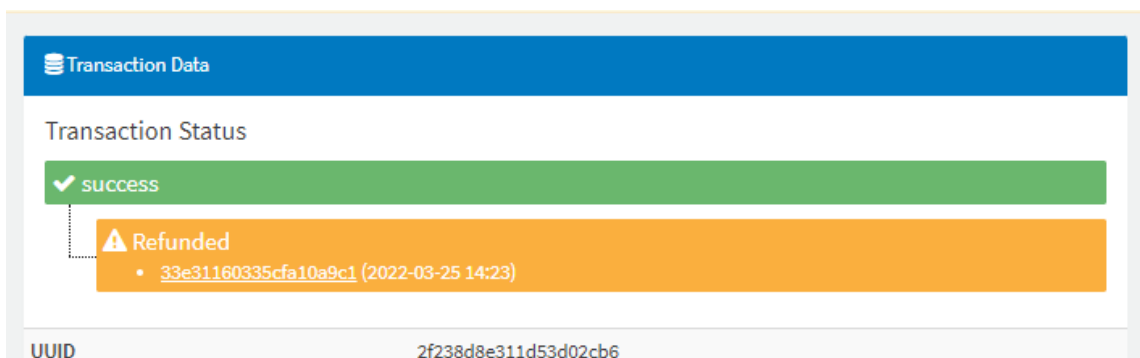 Transaction Data
Transaction Status
success
Refunded
• 33e31160335cfa10a9c1 (2022-03-25 14:23)
UUID 2f238d8e311d53d02cb6